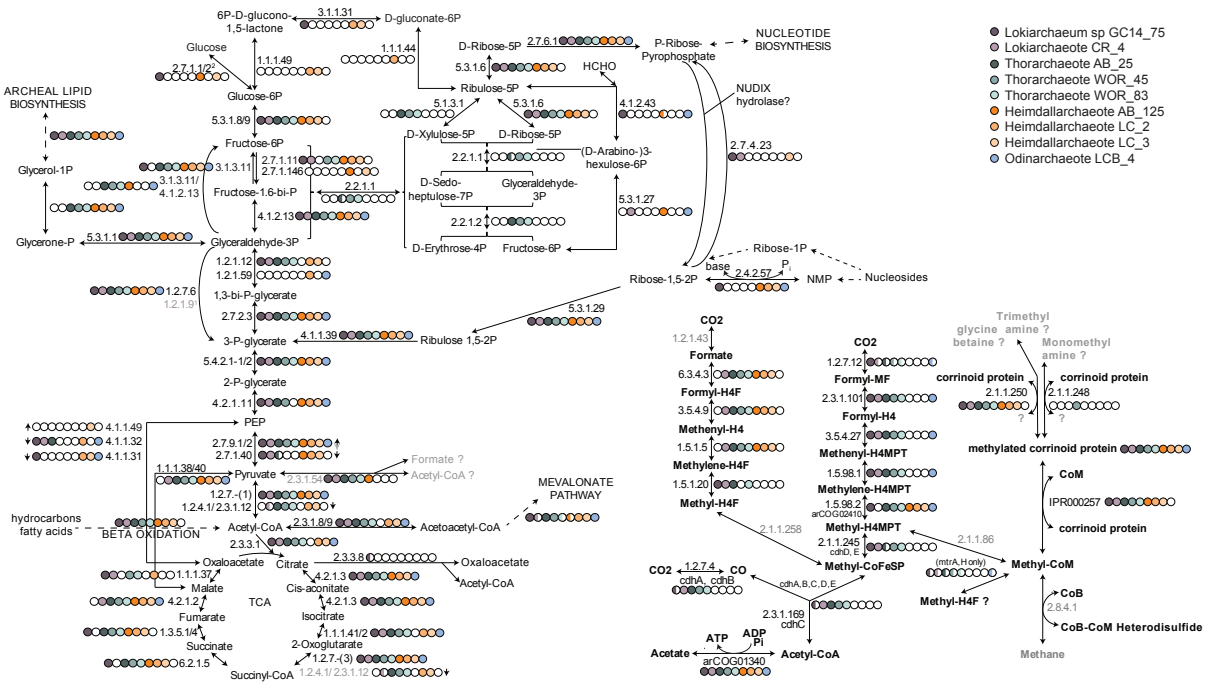 6P-D-glucono-
1,5-lactone
3.1.1.31
D-gluconate-6P
Glucose
2.7.1.1/2²
1.1.1.49
1.1.1.44
Glucose-6P
D-Ribose-5P
2.7.6.1
P-Ribose-
Pyrophosphate
NUCLEOTIDE
BIOSYNTHESIS
5.3.1.6
HCHO
Ribulose-5P
NUDIX
hydrolase?
Lokiarchaeum sp GC14_75
Lokiarchaeote CR_4
Thorarchaeote AB_25
Thorarchaeote WOR_45
Thorarchaeote WOR_83
Heimdallarchaeote AB_125
Heimdallarchaeote LC_2
Heimdallarchaeote LC_3
Odinarchaeote LCB_4
ARCHEAL LIPID
BIOSYNTHESIS
5.3.1.8/9
5.1.3.1
5.3.1.6
4.1.2.43
Fructose-6P
D-Xylulose-5P
D-Ribose-5P
(D-Arabino-)3-
hexulose-6P
2.7.4.23
Glycerol-1P
3.1.3.11
3.1.3.11/
4.1.2.13
2.7.1.11
2.7.1.146
2.2.1.1
2.2.1.1
Fructose-1.6-bi-P
D-Sedo-
heptulose-7P
Glyceraldehyde-
3P
4.1.2.13
5.3.1.27
2.2.1.2
Glycerone-P
5.3.1.1
Glyceraldehyde-3P
D-Erythrose-4P
Fructose-6P
1.2.1.12
1.2.1.59
1.2.7.6
1.2.1.9¹
1,3-bi-P-glycerate
Ribose-1,5-2P
base
2.4.2.57
Pi
NMP
Ribose-1P
Nucleosides
2.7.2.3
5.3.1.29
3-P-glycerate
4.1.1.39
Ribulose 1,5-2P
5.4.2.1-1/2
2-P-glycerate
4.2.1.11
PEP
4.1.1.49
4.1.1.32
4.1.1.31
2.7.9.1/2
2.7.1.40
1.1.1.38/40
Pyruvate
2.3.1.54
Formate ?
Acetyl-CoA ?
1.2.7.-(1)
1.2.4.1/ 2.3.1.12
MEVALONATE
PATHWAY
hydrocarbons
fatty acids
BETA OXIDATION
Acetyl-CoA
2.3.1.8/9
Acetoacetyl-CoA
2.3.3.1
2.3.3.8
Oxaloacetate
Citrate
Oxaloacetate
Acetyl-CoA
1.1.1.37
Malate
Cis-aconitate
4.2.1.3
4.2.1.2
TCA
4.2.1.3
Fumarate
Isocitrate
1.3.5.1/4
1.1.1.41/2
Succinate
2-Oxoglutarate
6.2.1.5
1.2.7.-(3)
1.2.4.1/ 2.3.1.12
Succinyl-CoA
CO2
1.2.1.43
Formate
6.3.4.3
Formyl-H4F
3.5.4.9
Methenyl-H4
1.5.1.5
Methylene-H4F
1.5.1.20
Methyl-H4F
2.1.1.258
CO2
1.2.7.12
Formyl-MF
2.3.1.101
Formyl-H4
3.5.4.27
Methenyl-H4MPT
1.5.98.1
Methylene-H4MPT
1.5.98.2
arCOG02410
Methyl-H4MPT
2.1.1.245
cdhD, E
Methyl-CoFeSP
2.1.1.86
(mtrA, H only)
Methyl-H4F ?
CO2
1.2.7.4
cdhA, cdhB
CO
cdhA, B, C, D, E
2.3.1.169
cdhC
ATP
ADP
Pi
Acetate
arCOG01340
Acetyl-CoA
Trimethyl
amine ?
glycine
betaine ?
Monomethyl
amine ?
corrinoid protein
2.1.1.250
?
corrinoid protein
2.1.1.248
?
methylated corrinoid protein
CoM
IPR000257
corrinoid protein
Methyl-CoM
CoB
2.8.4.1
CoB-CoM Heterodisulfide
Methane